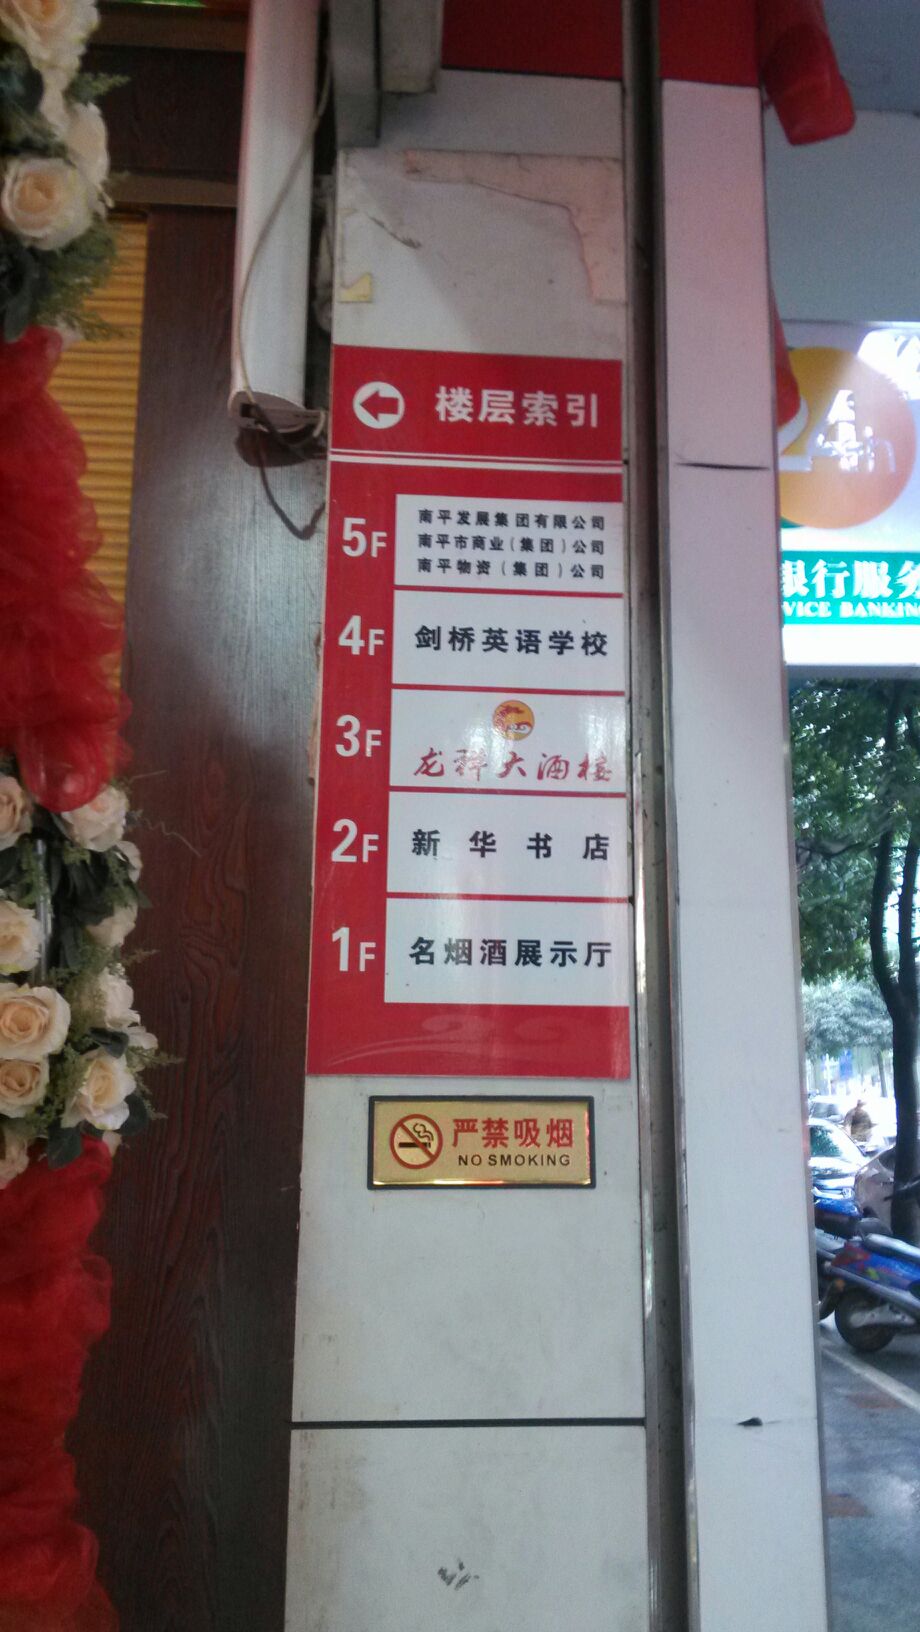 楼层索引
5F
南平发展集团有限公司
南平市商业(集团)公司
南平物资(集团)公司
4F
剑桥英语学校
3F
龙祥大酒楼
2F
新华书店
1F
名烟酒展示厅
严禁吸烟
NO SMOKING
24h
银行服务
VICE BANKIN